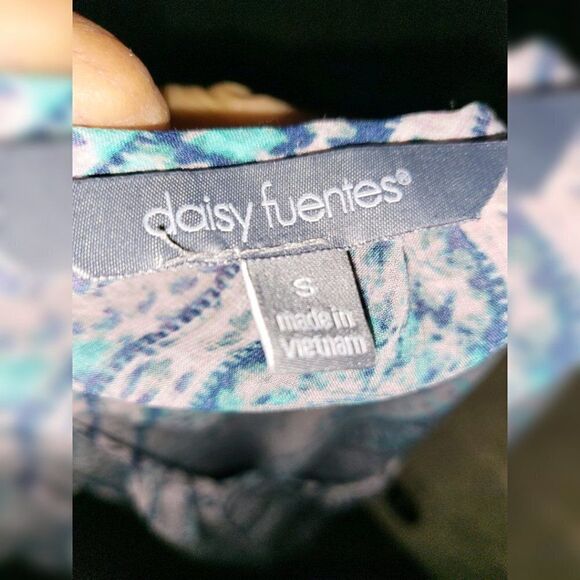 daisy fuentes®
S
made in
Vietnam